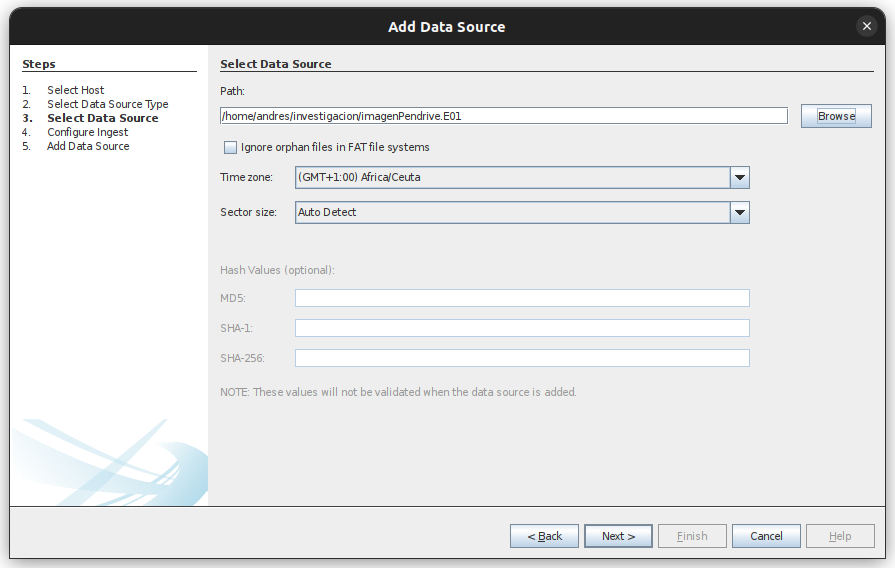 Add Data Source
Steps
1. Select Host
2. Select Data Source Type
3. Select Data Source
4. Configure Ingest
5. Add Data Source
Select Data Source
Path:
/home/andres/investigacion/imagenPendrive.E01
Browse
Ignore orphan files in FAT file systems
Time zone:
(GMT+1:00) Africa/Ceuta
Sector size:
Auto Detect
Hash Values (optional):
MD5:
SHA-1:
SHA-256:
NOTE: These values will not be validated when the data source is added.
< Back
Next >
Finish
Cancel
Help